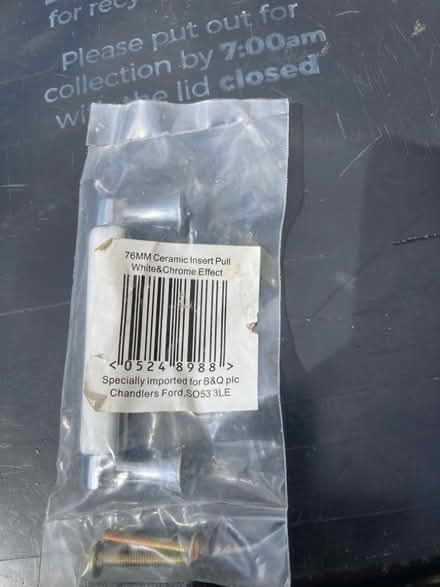 for recy
Please put out for
collection by 7:00am
with the lid closed
76MM Ceramic Insert Pull
White&Chrome Effect
<0524 8988>
Specially imported for B&Q plc
Chandlers Ford,SO53 3LE